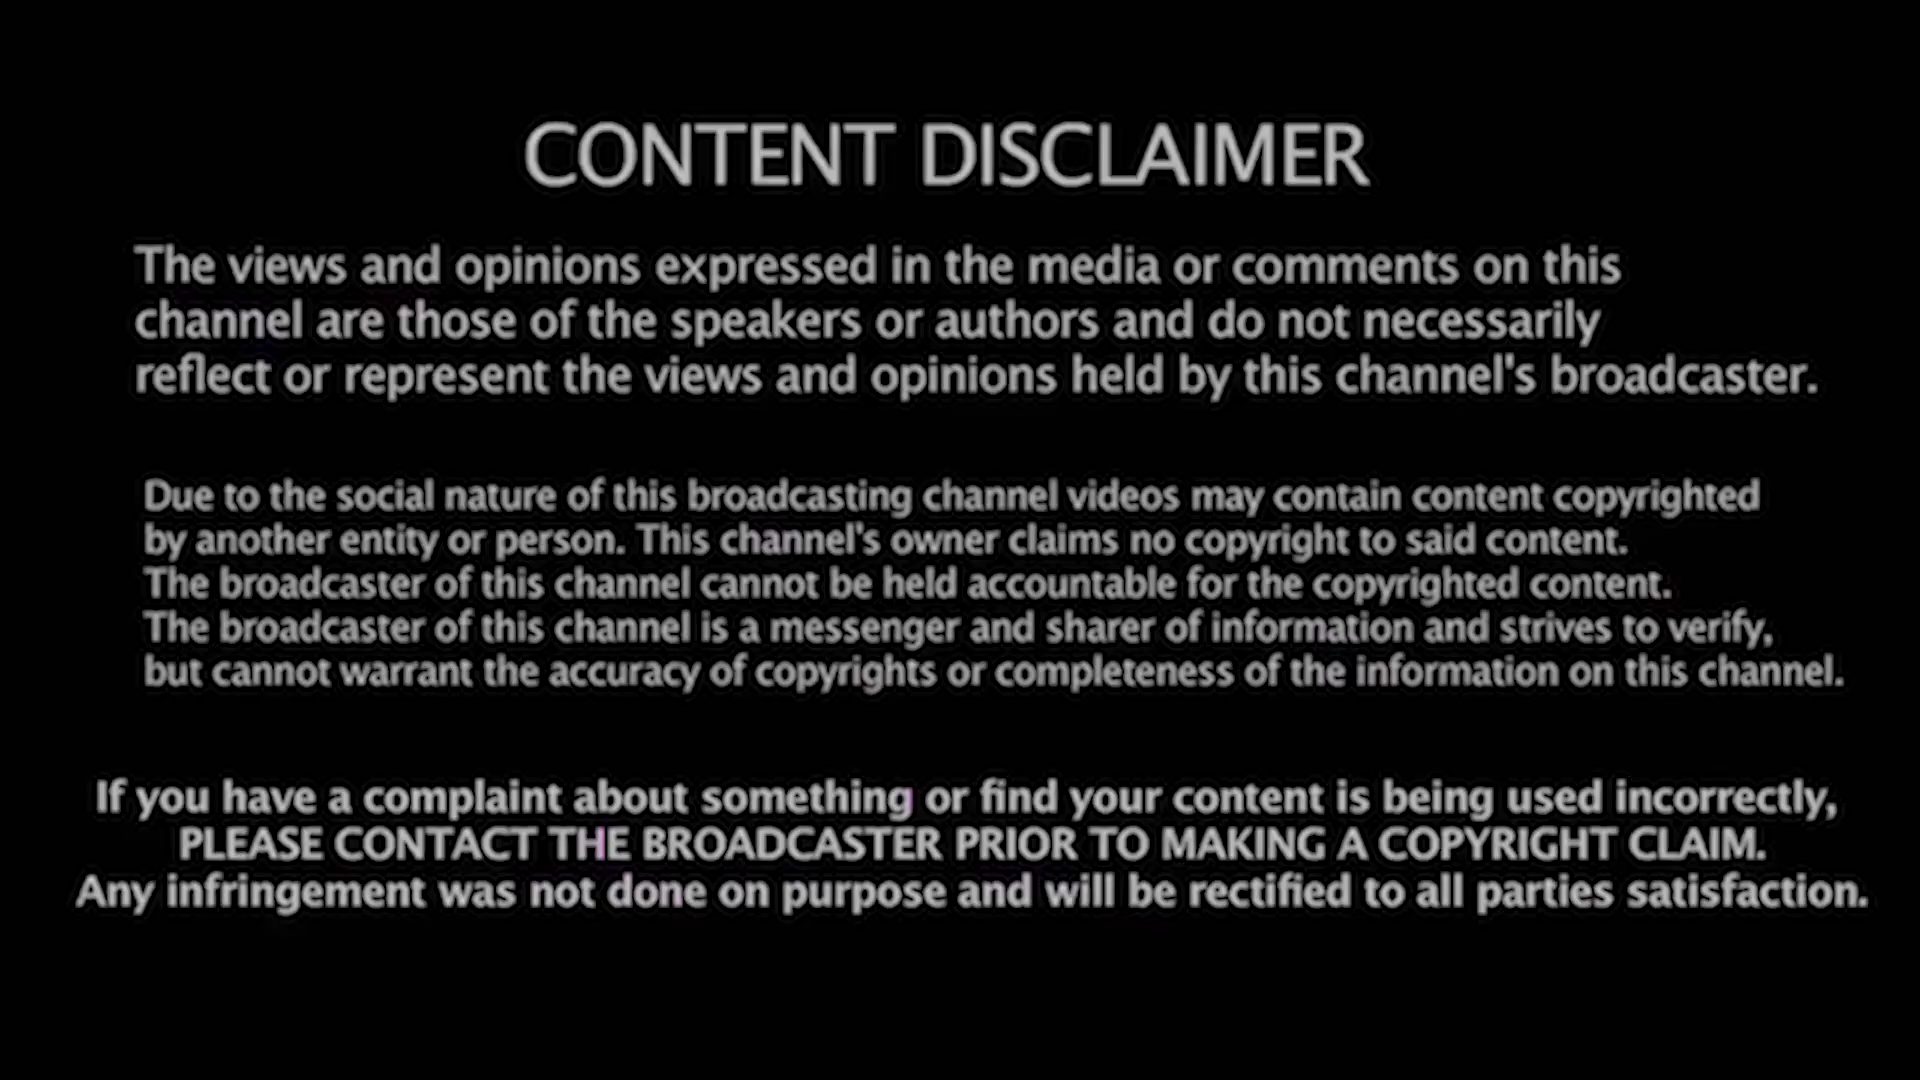 CONTENT DISCLAIMER
The views and opinions expressed in the media or comments on this
channel are those of the speakers or authors and do not necessarily
reflect or represent the views and opinions held by this channel's broadcaster.
Due to the social nature of this broadcasting channel videos may contain content copyrighted
by another entity or person. This channel's owner claims no copyright to said content.
The broadcaster of this channel cannot be held accountable for the copyrighted content.
The broadcaster of this channel is a messenger and sharer of information and strives to verify,
but cannot warrant the accuracy of copyrights or completeness of the information on this channel.
If you have a complaint about something or find your content is being used incorrectly,
PLEASE CONTACT THE BROADCASTER PRIOR TO MAKING A COPYRIGHT CLAIM.
Any infringement was not done on purpose and will be rectified to all parties satisfaction.